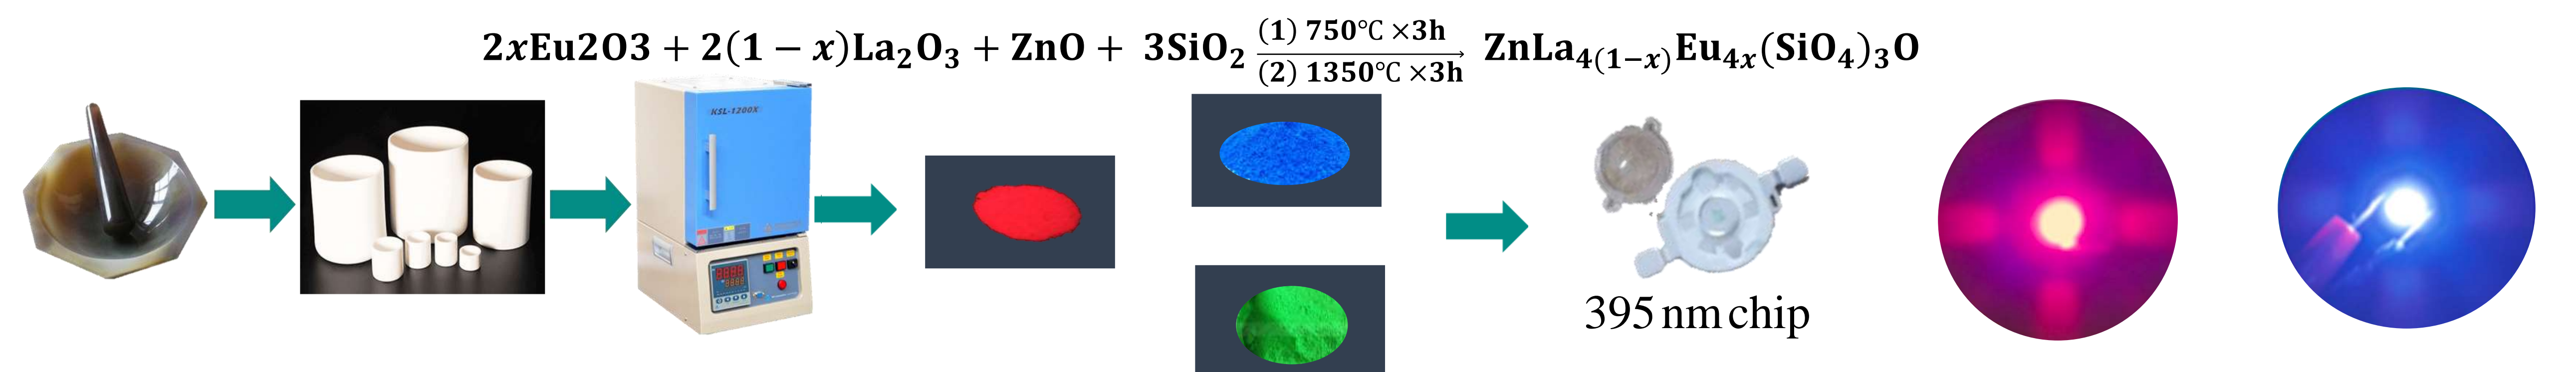 2xEu2O3 + 2(1 − x)La₂O₃ + ZnO + 3SiO₂ (1) 750℃ ×3h (2) 1350℃ ×3h ZnLa₄₍₁₋ₓ₎Eu₄ₓ(SiO₄)₃O
KSL-1200X
395 nm chip